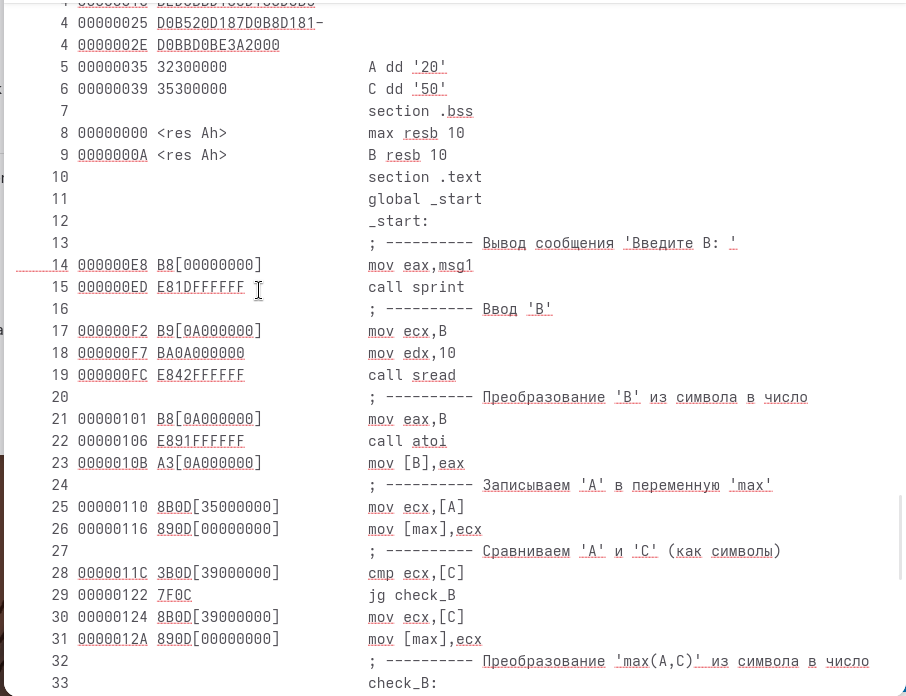 4 00000025 D0B520D187D0B8D181-
4 0000002E D0BBD0BE3A2000
5 00000035 32300000 A dd '20'
6 00000039 35300000 C dd '50'
7 section .bss
8 00000000 <res Ah> max resb 10
9 0000000A <res Ah> B resb 10
10 section .text
11 global _start
12 _start:
13 ; ---------- Вывод сообщения 'Введите B: '
14 000000E8 B8[00000000] mov eax,msg1
15 000000ED E81DFFFFFF call sprint
16 ; ---------- Ввод 'B'
17 000000F2 B9[0A000000] mov ecx,B
18 000000F7 BA0A000000 mov edx,10
19 000000FC E842FFFFFF call sread
20 ; ---------- Преобразование 'B' из символа в число
21 00000101 B8[0A000000] mov eax,B
22 00000106 E891FFFFFF call atoi
23 0000010B A3[0A000000] mov [B],eax
24 ; ---------- Записываем 'A' в переменную 'max'
25 00000110 8B0D[35000000] mov ecx,[A]
26 00000116 890D[00000000] mov [max],ecx
27 ; ---------- Сравниваем 'A' и 'C' (как символы)
28 0000011C 3B0D[39000000] cmp ecx,[C]
29 00000122 7F0C jg check_B
30 00000124 8B0D[39000000] mov ecx,[C]
31 0000012A 890D[00000000] mov [max],ecx
32 ; ---------- Преобразование 'max(A,C)' из символа в число
33 check_B: